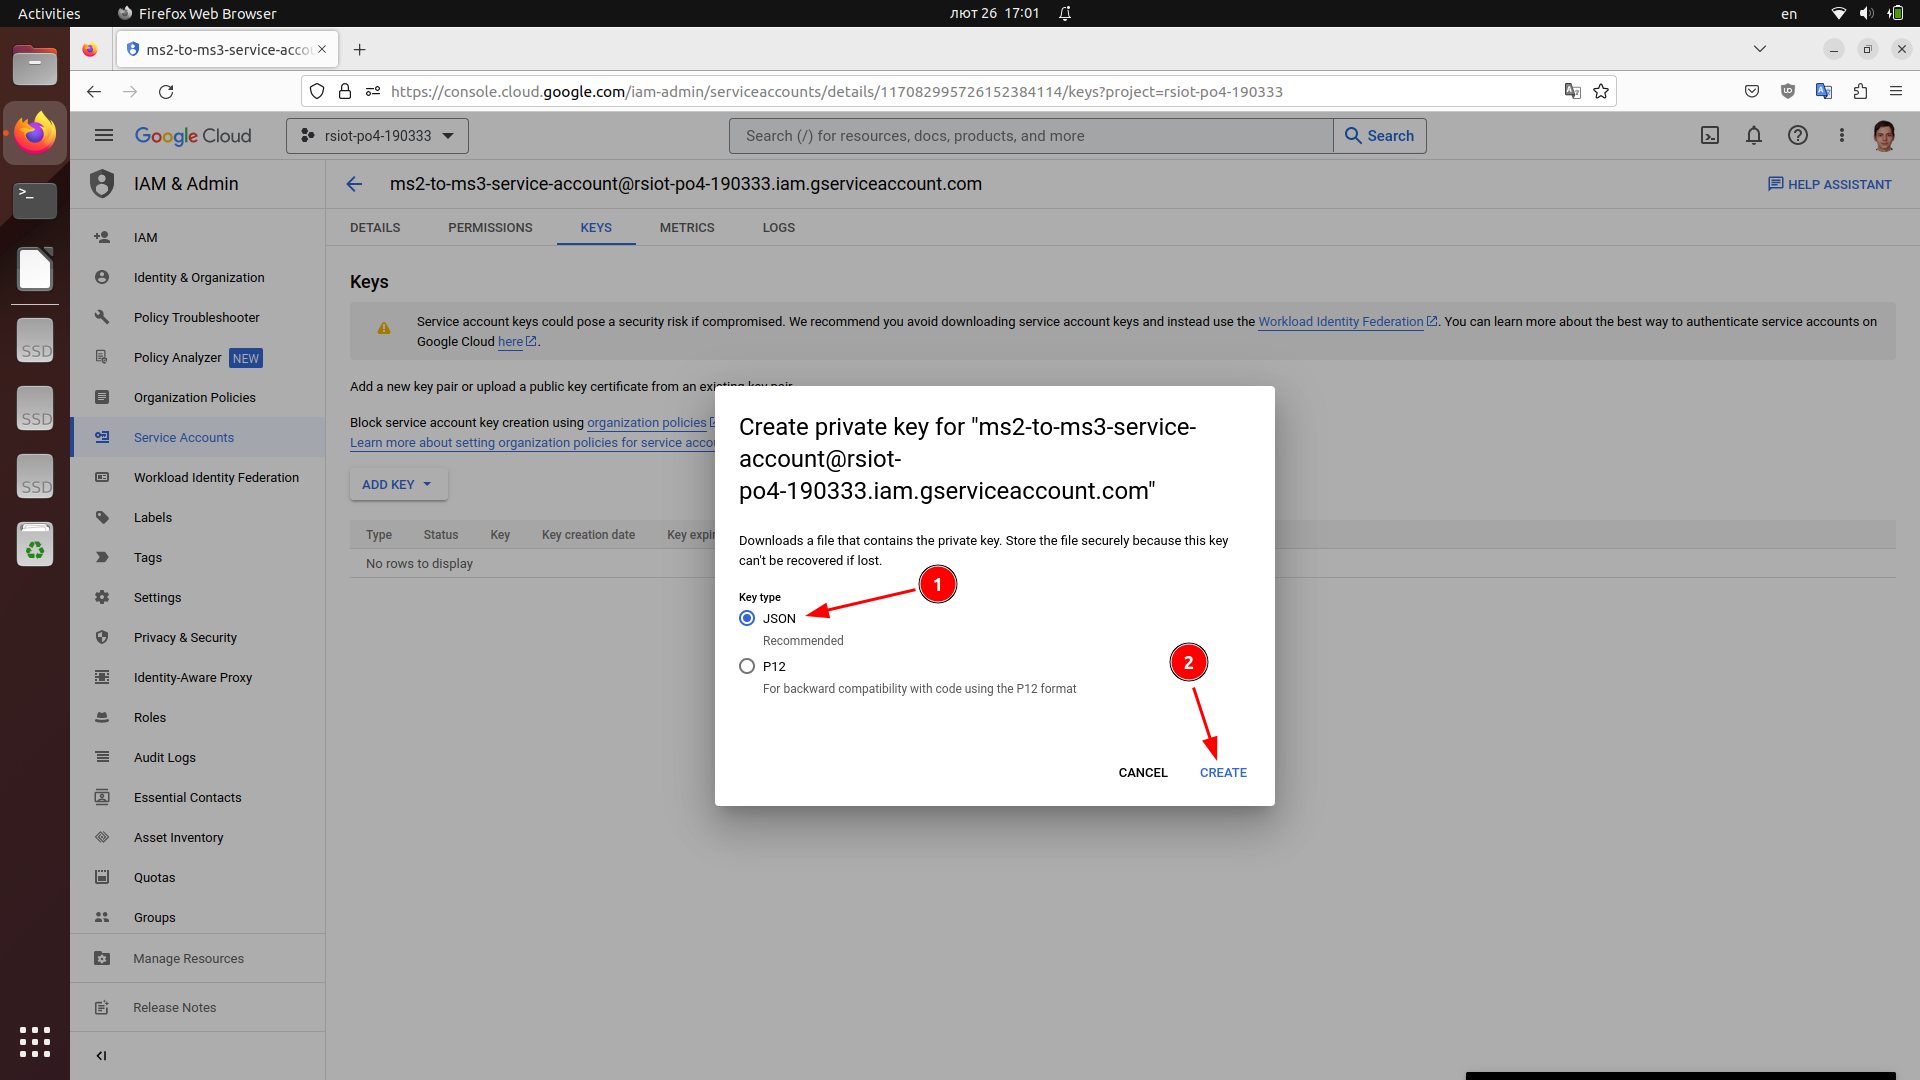 Activities
Firefox Web Browser
лют 26 17:01
en
ms2-to-ms3-service-acco
https://console.cloud.google.com/iam-admin/serviceaccounts/details/117082995726152384114/keys?project=rsiot-po4-190333
Google Cloud
rsiot-po4-190333
Search (/) for resources, docs, products, and more
Search
IAM & Admin
ms2-to-ms3-service-account@rsiot-po4-190333.iam.gserviceaccount.com
HELP ASSISTANT
DETAILS
PERMISSIONS
KEYS
METRICS
LOGS
IAM
Identity & Organization
Policy Troubleshooter
Policy Analyzer NEW
Organization Policies
Service Accounts
Workload Identity Federation
Labels
Tags
Settings
Privacy & Security
Identity-Aware Proxy
Roles
Audit Logs
Essential Contacts
Asset Inventory
Quotas
Groups
Manage Resources
Release Notes
SSD
SSD
SSD
Keys
Service account keys could pose a security risk if compromised. We recommend you avoid downloading service account keys and instead use the Workload Identity Federation. You can learn more about the best way to authenticate service accounts on
Google Cloud here.
Add a new key pair or upload a public key certificate from an existing key pair.
Block service account key creation using organization policies
Learn more about setting organization policies for service accou
ADD KEY
Type
Status
Key
Key creation date
Key expir
No rows to display
Create private key for "ms2-to-ms3-service-
account@rsiot-
po4-190333.iam.gserviceaccount.com"
Downloads a file that contains the private key. Store the file securely because this key
can't be recovered if lost.
Key type
JSON
Recommended
P12
For backward compatibility with code using the P12 format
1
2
CANCEL
CREATE